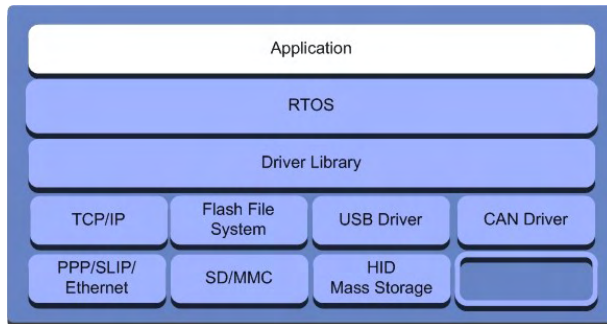 Application
RTOS
Driver Library
TCP/IP
Flash File
System
USB Driver
CAN Driver
PPP/SLIP/
Ethernet
SD/MMC
HID
Mass Storage